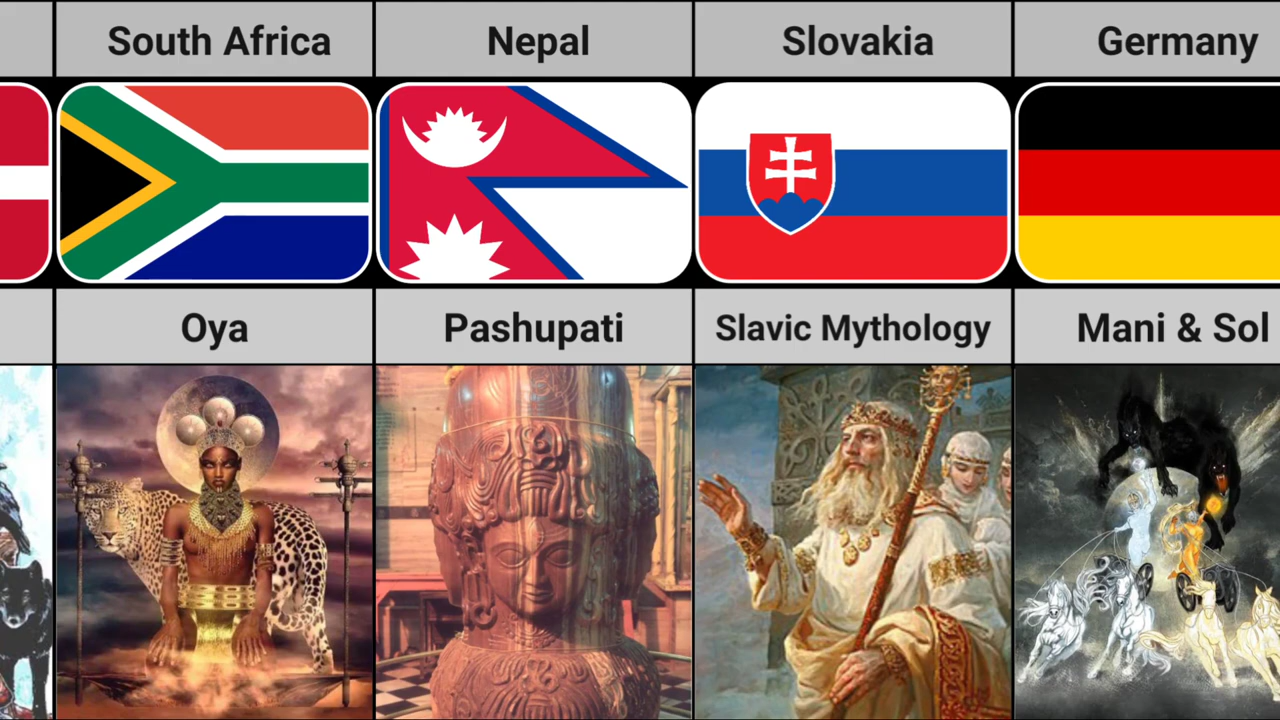 South Africa
Nepal
Slovakia
Germany
Oya
Pashupati
Slavic Mythology
Mani & Sol